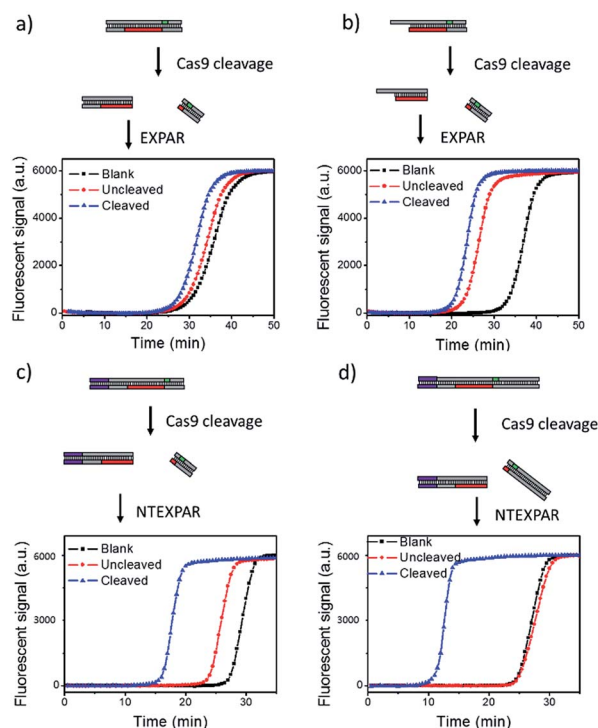 a)
Cas9 cleavage
EXPAR
Fluorescent signal (a.u.)
6000
4000
2000
0
Blank
Uncleaved
Cleaved
0 10 20 30 40 50
Time (min)
b)
Cas9 cleavage
EXPAR
Fluorescent signal (a.u.)
6000
4000
2000
0
Blank
Uncleaved
Cleaved
0 10 20 30 40 50
Time (min)
c)
Cas9 cleavage
NTEXPAR
Fluorescent signal (a.u.)
6000
3000
0
Blank
Uncleaved
Cleaved
0 10 20 30
Time (min)
d)
Cas9 cleavage
NTEXPAR
Fluorescent signal (a.u.)
6000
3000
0
Blank
Uncleaved
Cleaved
0 10 20 30
Time (min)